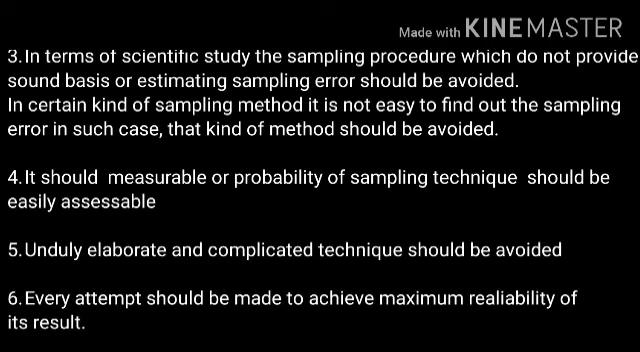 Made with KINEMASTER
3.In terms of scientific study the sampling procedure which do not provide
sound basis or estimating sampling error should be avoided.
In certain kind of sampling method it is not easy to find out the sampling
error in such case, that kind of method should be avoided.
4.It should measurable or probability of sampling technique should be
easily assessable
5.Unduly elaborate and complicated technique should be avoided
6.Every attempt should be made to achieve maximum realiability of
its result.